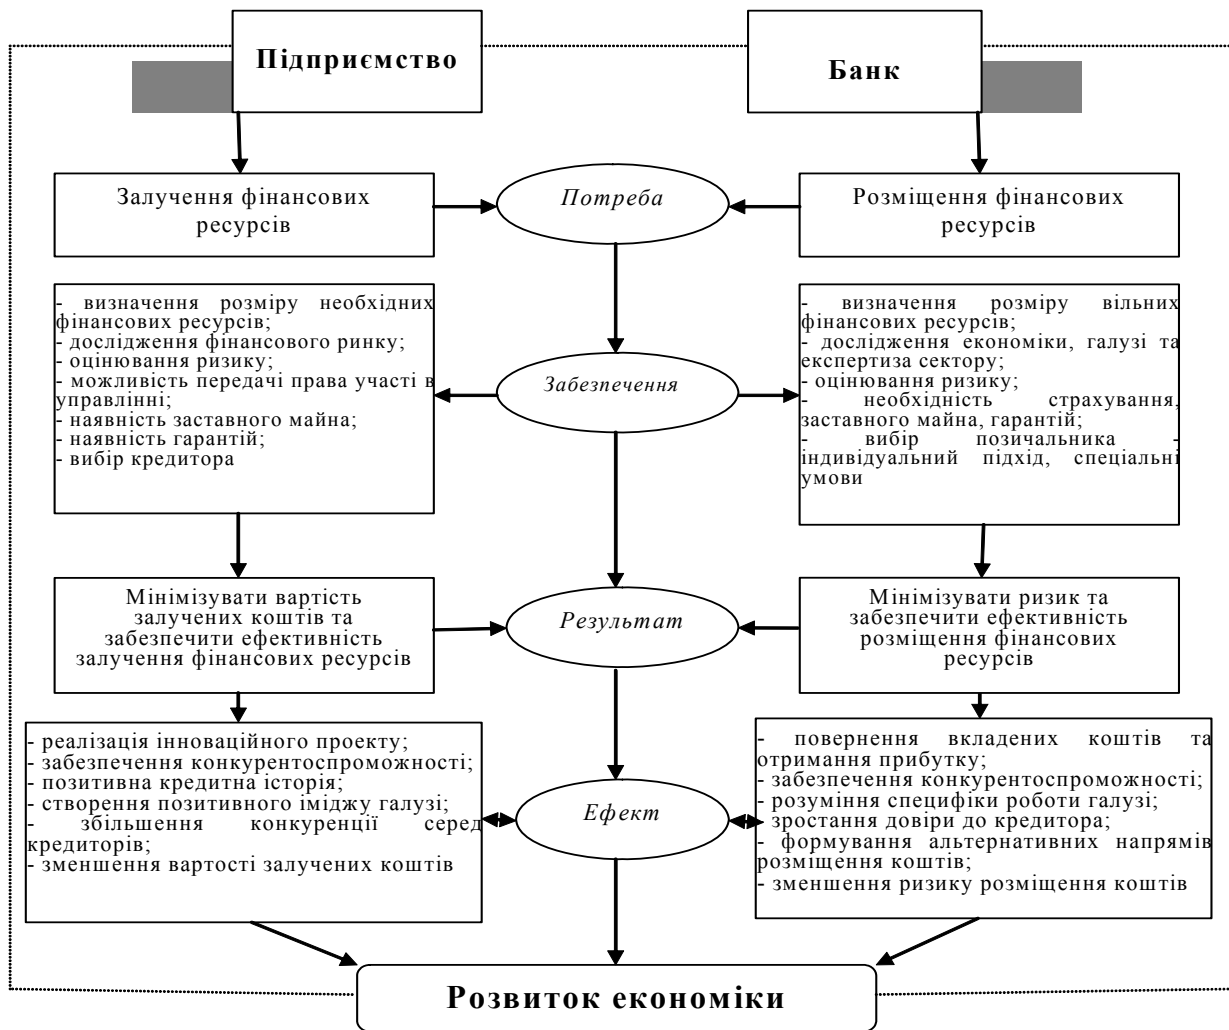 Підприємство
Банк
Залучення фінансових
ресурсів
Потреба
Розміщення фінансових
ресурсів
- визначення розміру необхідних
фінансових ресурсів;
- дослідження фінансового ринку;
- оцінювання ризику;
- можливість передачі права участі в
управлінні;
- наявність заставного майна;
- наявність гарантій;
- вибір кредитора
Забезпечення
- визначення розміру вільних
фінансових ресурсів;
- дослідження економіки, галузі та
експертиза сектору;
- оцінювання ризику;
- необхідність страхування,
заставного майна, гарантій;
- вибір позичальника -
індивідуальний підхід, спеціальні
умови
Мінімізувати вартість
залучених коштів та
забезпечити ефективність
залучення фінансових ресурсів
Результат
Мінімізувати ризик та
забезпечити ефективність
розміщення фінансових
ресурсів
- реалізація інноваційного проекту;
- забезпечення конкурентоспроможності;
- позитивна кредитна історія;
- створення позитивного іміджу галузі;
- збільшення конкуренції серед
кредиторів;
- зменшення вартості залучених коштів
Ефект
- повернення вкладених коштів та
отримання прибутку;
- забезпечення конкурентоспроможності;
- розуміння специфіки роботи галузі;
- зростання довіри до кредитора;
- формування альтернативних напрямів
розміщення коштів;
- зменшення ризику розміщення коштів
Розвиток економіки